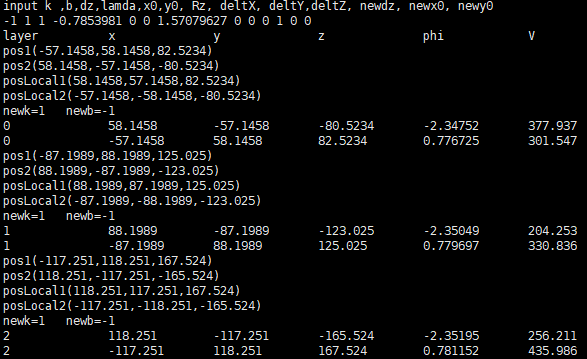 input k ,b,dz,lamda,x0,y0, Rz, deltX, deltY,deltZ, newdz, newx0, newy0
-1 1 1 -0.7853981 0 0 1.57079627 0 0 0 1 0 0
layer x y z phi V
pos1(-57.1458,58.1458,82.5234)
pos2(58.1458,-57.1458,-80.5234)
posLocal1(58.1458,57.1458,82.5234)
posLocal2(-57.1458,-58.1458,-80.5234)
newk=1 newb=-1
0 58.1458 -57.1458 -80.5234 -2.34752 377.937
0 -57.1458 58.1458 82.5234 0.776725 301.547
pos1(-87.1989,88.1989,125.025)
pos2(88.1989,-87.1989,-123.025)
posLocal1(88.1989,87.1989,125.025)
posLocal2(-87.1989,-88.1989,-123.025)
newk=1 newb=-1
1 88.1989 -87.1989 -123.025 -2.35049 204.253
1 -87.1989 88.1989 125.025 0.779697 330.836
pos1(-117.251,118.251,167.524)
pos2(118.251,-117.251,-165.524)
posLocal1(118.251,117.251,167.524)
posLocal2(-117.251,-118.251,-165.524)
newk=1 newb=-1
2 118.251 -117.251 -165.524 -2.35195 256.211
2 -117.251 118.251 167.524 0.781152 435.986